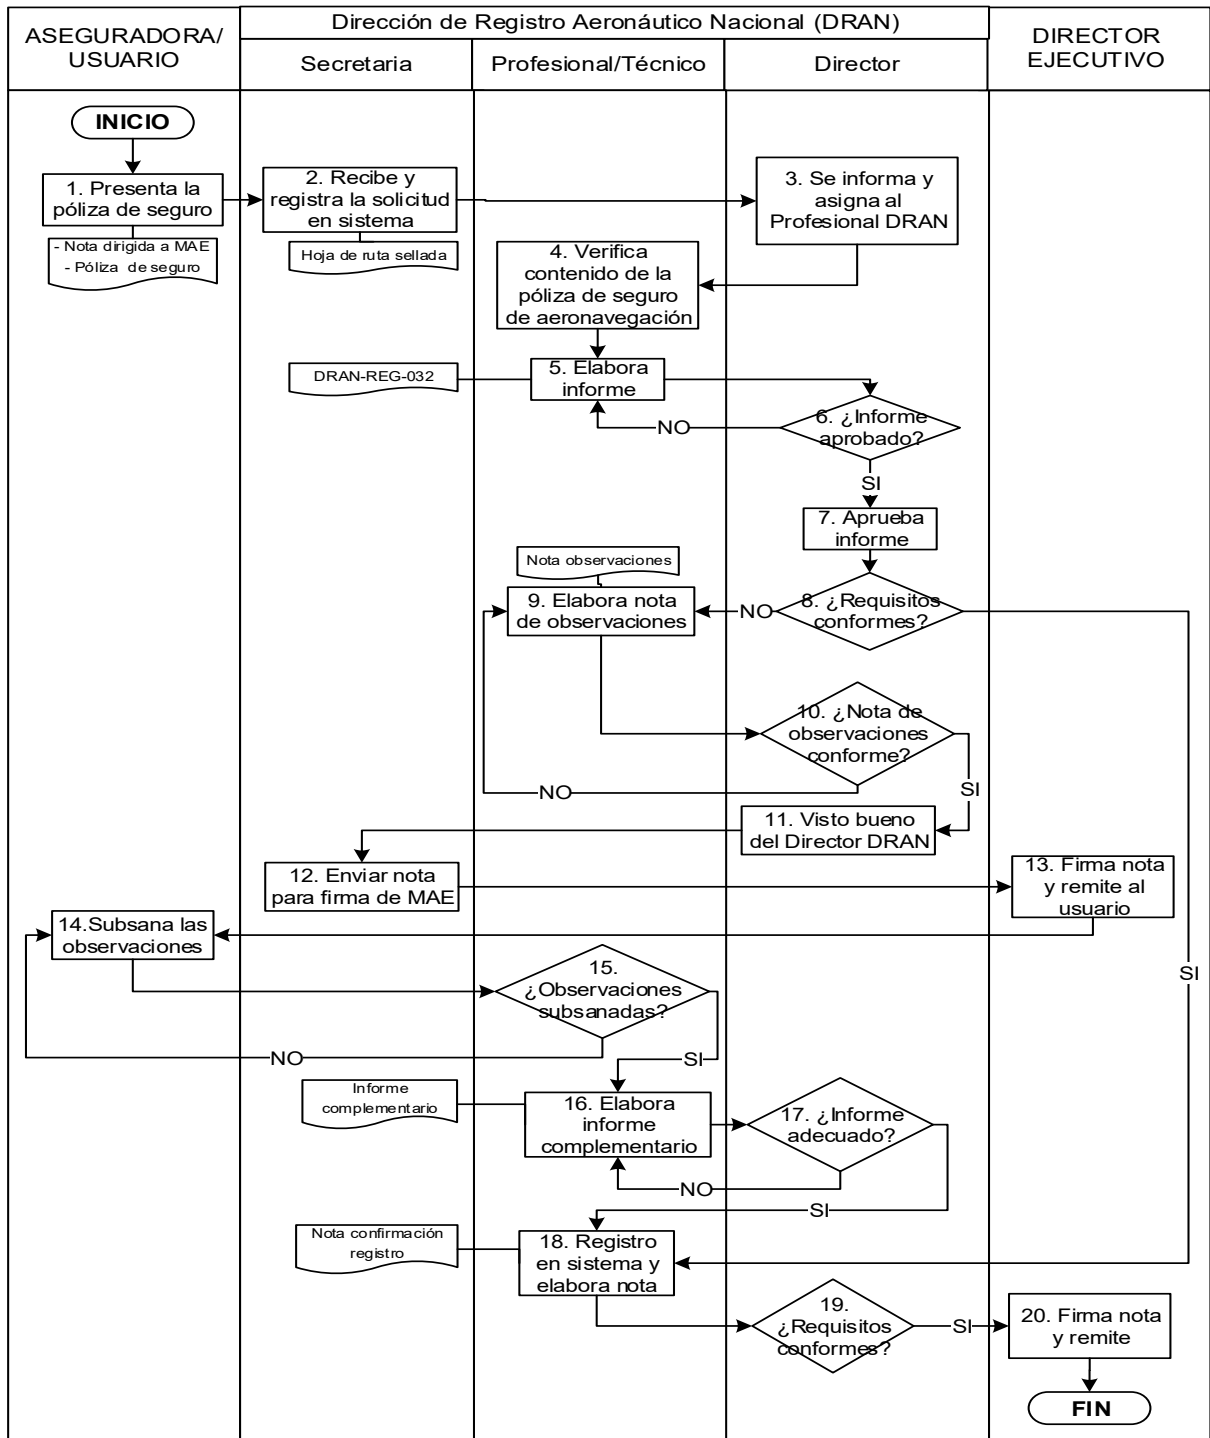 ASEGURADORA/
USUARIO
Dirección de Registro Aeronáutico Nacional (DRAN)
DIRECTOR
EJECUTIVO
Secretaria
Profesional/Técnico
Director
INICIO
1. Presenta la
póliza de seguro
- Nota dirigida a MAE
- Póliza de seguro
2. Recibe y
registra la solicitud
en sistema
Hoja de ruta sellada
3. Se informa y
asigna al
Profesional DRAN
4. Verifica
contenido de la
póliza de seguro
de aeronavegación
DRAN-REG-032
5. Elabora
informe
6. ¿Informe
aprobado?
NO
SI
7. Aprueba
informe
Nota observaciones
9. Elabora nota
de observaciones
NO
8. ¿Requisitos
conformes?
10. ¿Nota de
observaciones
conforme?
NO
SI
11. Visto bueno
del Director DRAN
12. Enviar nota
para firma de MAE
13. Firma nota
y remite al
usuario
14.Subsana las
observaciones
SI
15.
¿Observaciones
subsanadas?
NO
SI
Informe
complementario
16. Elabora
informe
complementario
17. ¿Informe
adecuado?
NO
SI
Nota confirmación
registro
18. Registro
en sistema y
elabora nota
19.
¿Requisitos
conformes?
SI
20. Firma nota
y remite
FIN